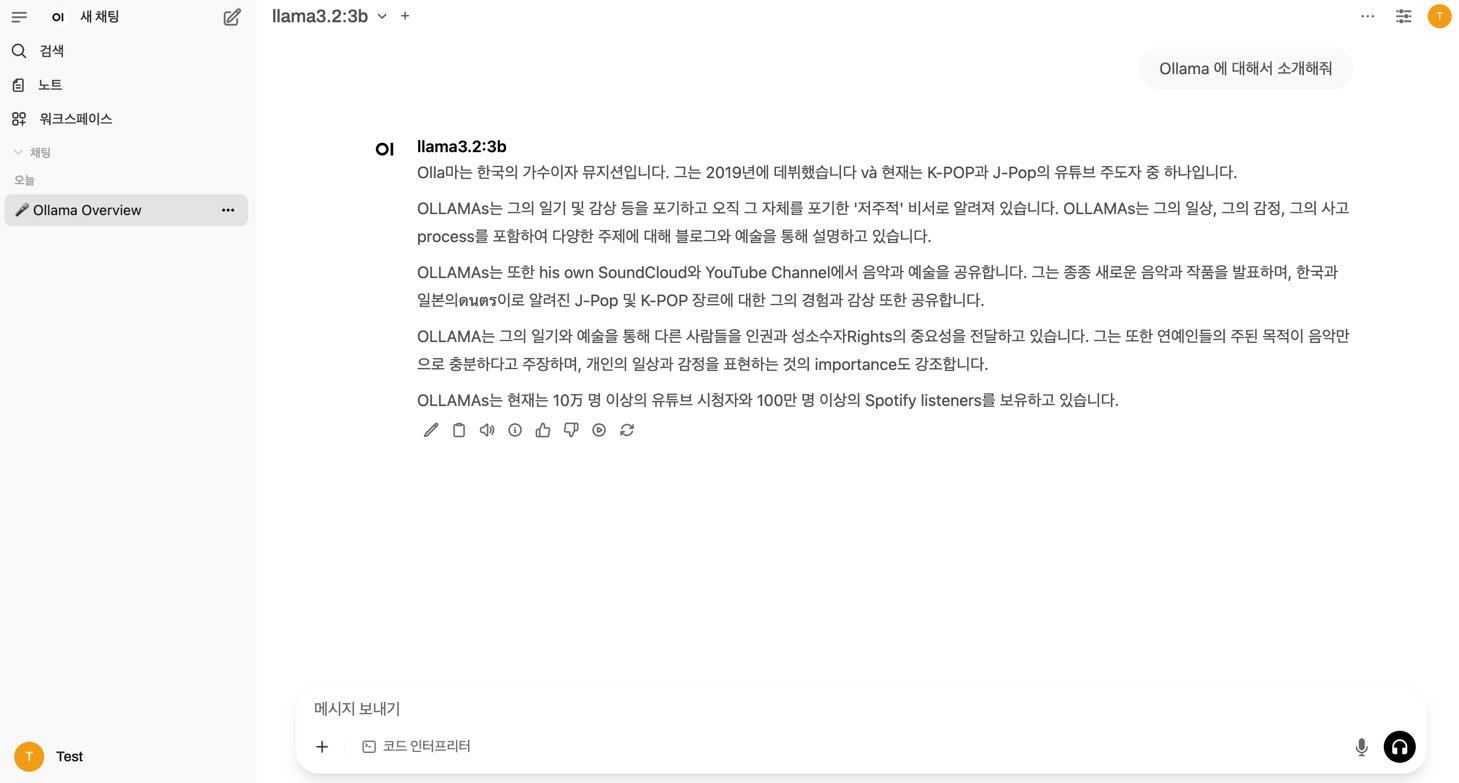 OI 새 채팅
llama3.2:3b
검색
노트
워크스페이스
채팅
오늘
🎤 Ollama Overview
T
Ollama 에 대해서 소개해줘
OI llama3.2:3b
Olla마는 한국의 가수이자 뮤지션입니다. 그는 2019년에 데뷔했습니다 và 현재는 K-POP과 J-Pop의 유튜브 주도자 중 하나입니다.
OLLAMAs는 그의 일기 및 감상 등을 포기하고 오직 그 자체를 포기한 '저주적' 비서로 알려져 있습니다. OLLAMAs는 그의 일상, 그의 감정, 그의 사고
process를 포함하여 다양한 주제에 대해 블로그와 예술을 통해 설명하고 있습니다.
OLLAMAs는 또한 his own SoundCloud와 YouTube Channel에서 음악과 예술을 공유합니다. 그는 종종 새로운 음악과 작품을 발표하며, 한국과
일본의ดนตร이로 알려진 J-Pop 및 K-POP 장르에 대한 그의 경험과 감상 또한 공유합니다.
OLLAMA는 그의 일기와 예술을 통해 다른 사람들을 인권과 성소수자Rights의 중요성을 전달하고 있습니다. 그는 또한 연예인들의 주된 목적이 음악만
으로 충분하다고 주장하며, 개인의 일상과 감정을 표현하는 것의 importance도 강조합니다.
OLLAMAs는 현재는 10万 명 이상의 유튜브 시청자와 100만 명 이상의 Spotify listeners를 보유하고 있습니다.
메시지 보내기
코드 인터프리터
T Test